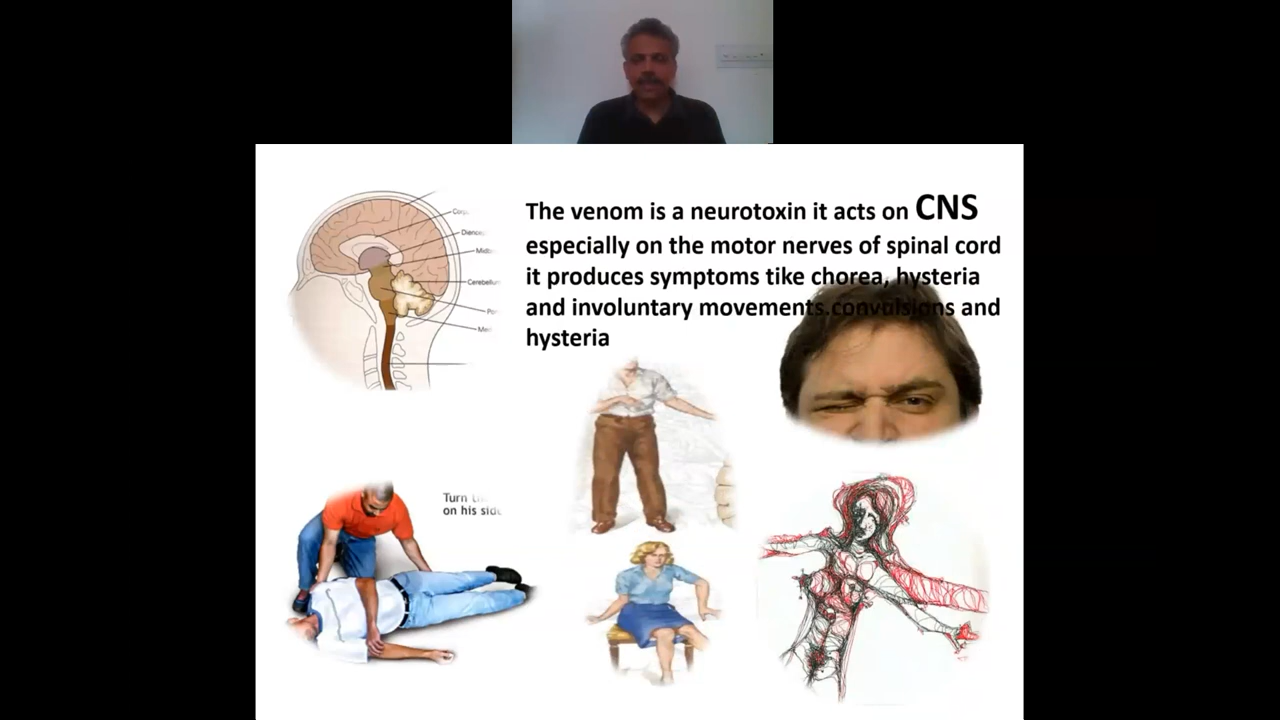 The venom is a neurotoxin it acts on CNS
especially on the motor nerves of spinal cord
it produces symptoms tike chorea, hysteria
and involuntary movements.convulsions and
hysteria
Turn
on his side